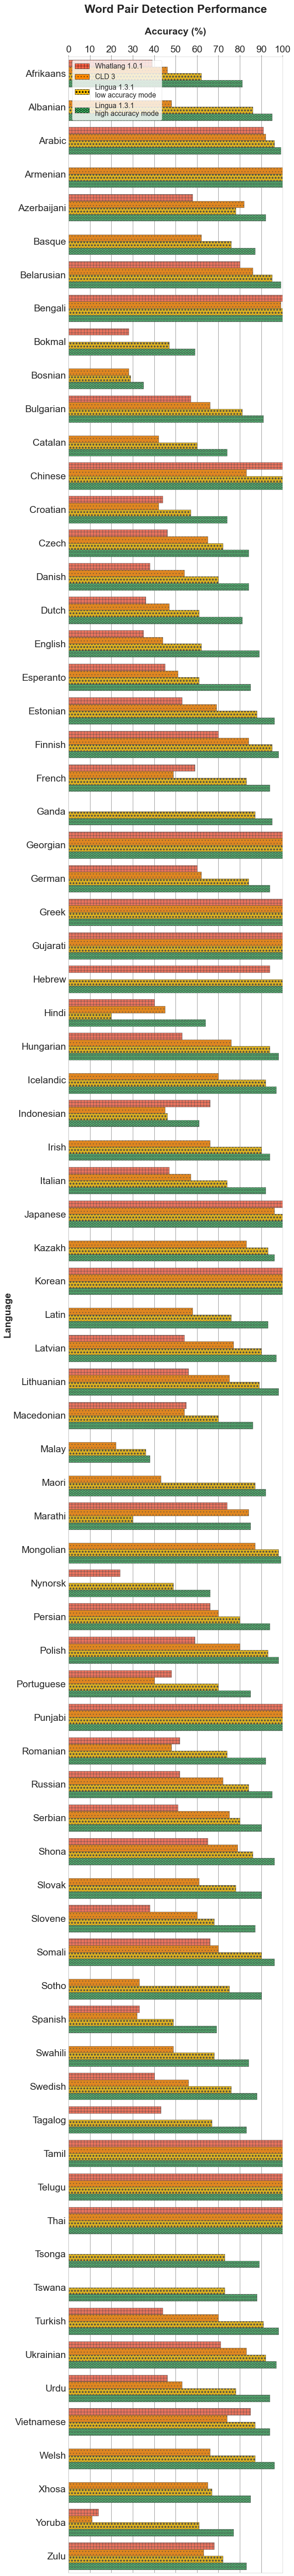 Word Pair Detection Performance
Accuracy (%)
0 10 20 30 40 50 60 70 80 90 100
Whatlang 1.0.1
CLD 3
Lingua 1.3.1
low accuracy mode
Lingua 1.3.1
high accuracy mode
Language
Afrikaans
Albanian
Arabic
Armenian
Azerbaijani
Basque
Belarusian
Bengali
Bokmal
Bosnian
Bulgarian
Catalan
Chinese
Croatian
Czech
Danish
Dutch
English
Esperanto
Estonian
Finnish
French
Ganda
Georgian
German
Greek
Gujarati
Hebrew
Hindi
Hungarian
Icelandic
Indonesian
Irish
Italian
Japanese
Kazakh
Korean
Latin
Latvian
Lithuanian
Macedonian
Malay
Maori
Marathi
Mongolian
Nynorsk
Persian
Polish
Portuguese
Punjabi
Romanian
Russian
Serbian
Shona
Slovak
Slovene
Somali
Sotho
Spanish
Swahili
Swedish
Tagalog
Tamil
Telugu
Thai
Tsonga
Tswana
Turkish
Ukrainian
Urdu
Vietnamese
Welsh
Xhosa
Yoruba
Zulu